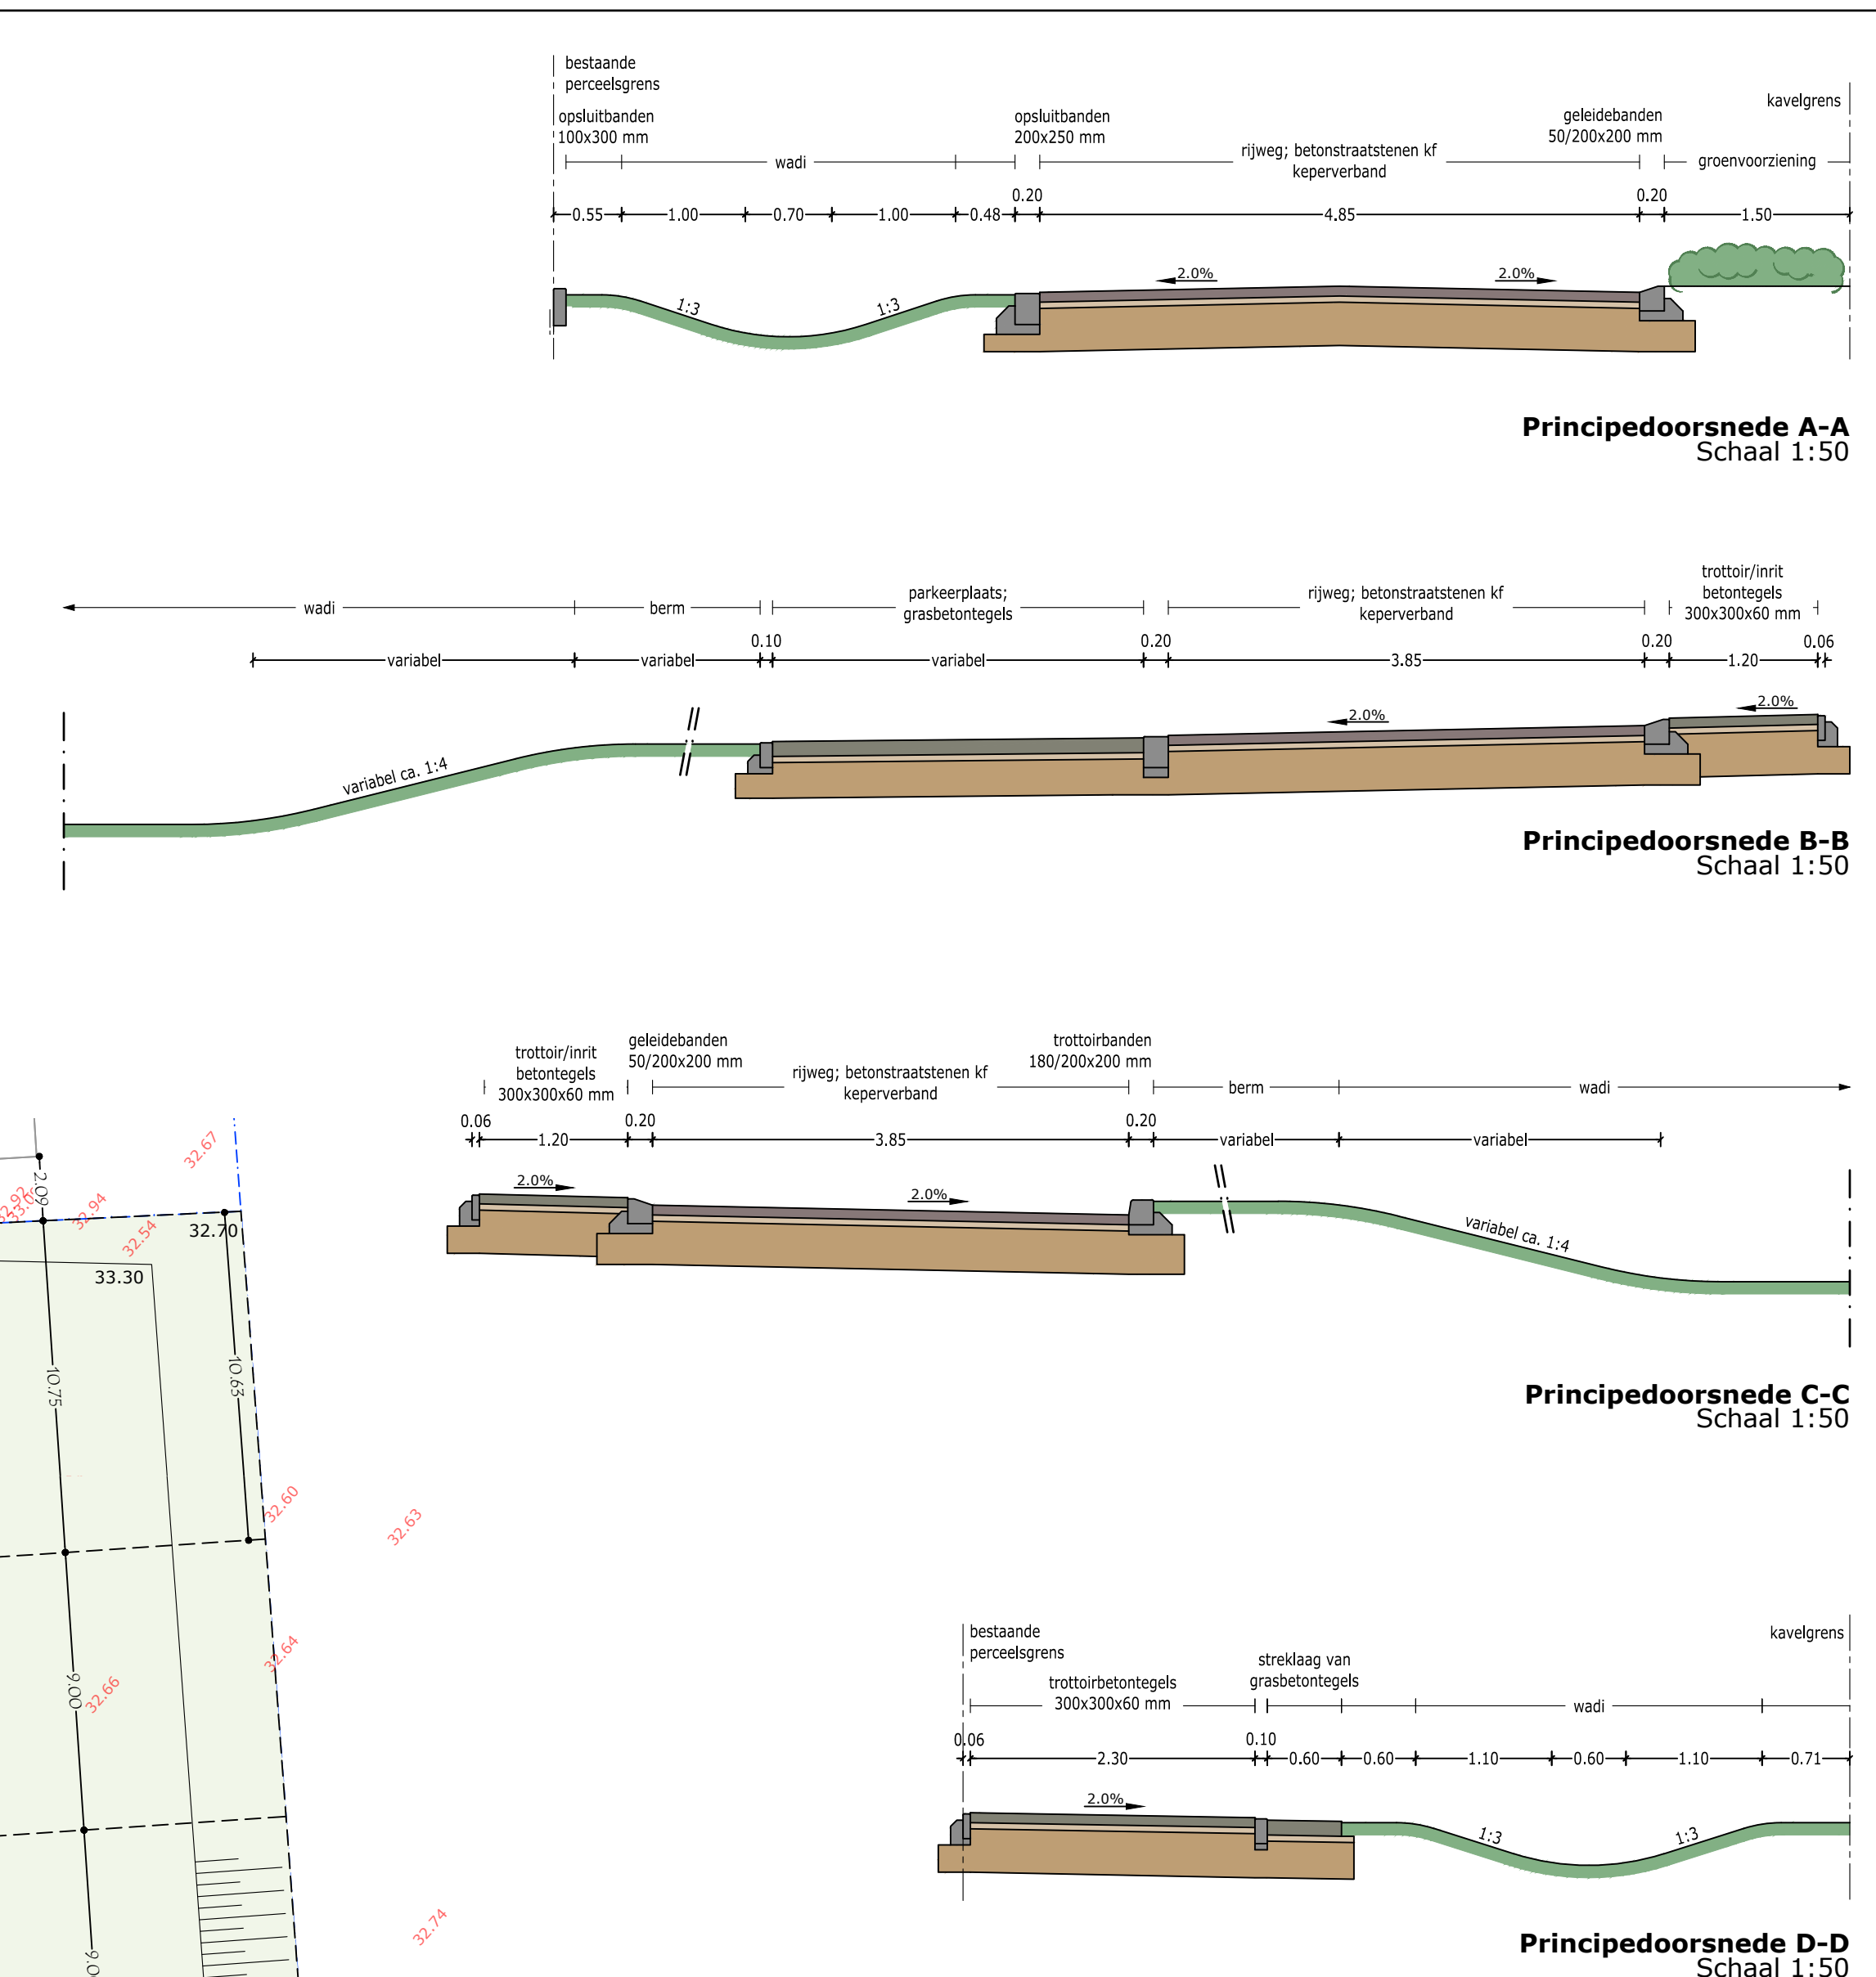 bestaande
perceelsgrens
kavelgrens
opsluitbanden
100x300 mm
opsluitbanden
200x250 mm
geleidebanden
50/200x200 mm
wadi
rijweg; betonstraatstenen kf
keperverband
groenvoorziening
0.20
0.20
0.55
1.00
0.70
1.00
0.48
4.85
1.50
2.0%
2.0%
1:3
1:3
Principedoorsnede A-A
Schaal 1:50
trottoir/inrit
betontegels
300x300x60 mm
wadi
berm
parkeerplaats;
grasbetontegels
rijweg; betonstraatstenen kf
keperverband
0.10
0.20
0.20
0.06
variabel
variabel
variabel
3.85
1.20
2.0%
2.0%
variabel ca. 1:4
Principedoorsnede B-B
Schaal 1:50
trottoir/inrit
betontegels
300x300x60 mm
geleidebanden
50/200x200 mm
rijweg; betonstraatstenen kf
keperverband
trottoirbanden
180/200x200 mm
berm
wadi
0.06
0.20
0.20
1.20
3.85
variabel
variabel
2.0%
2.0%
variabel ca. 1:4
Principedoorsnede C-C
Schaal 1:50
32.67
2.09
32.94
32.54
32.70
33.30
10.75
10.63
32.60
32.63
32.64
9.00
32.66
32.74
bestaande
perceelsgrens
kavelgrens
streklaag van
grasbetontegels
trottoirbetontegels
300x300x60 mm
wadi
0.06
0.10
2.30
0.60
0.60
1.10
0.60
1.10
0.71
2.0%
1:3
1:3
Principedoorsnede D-D
Schaal 1:50